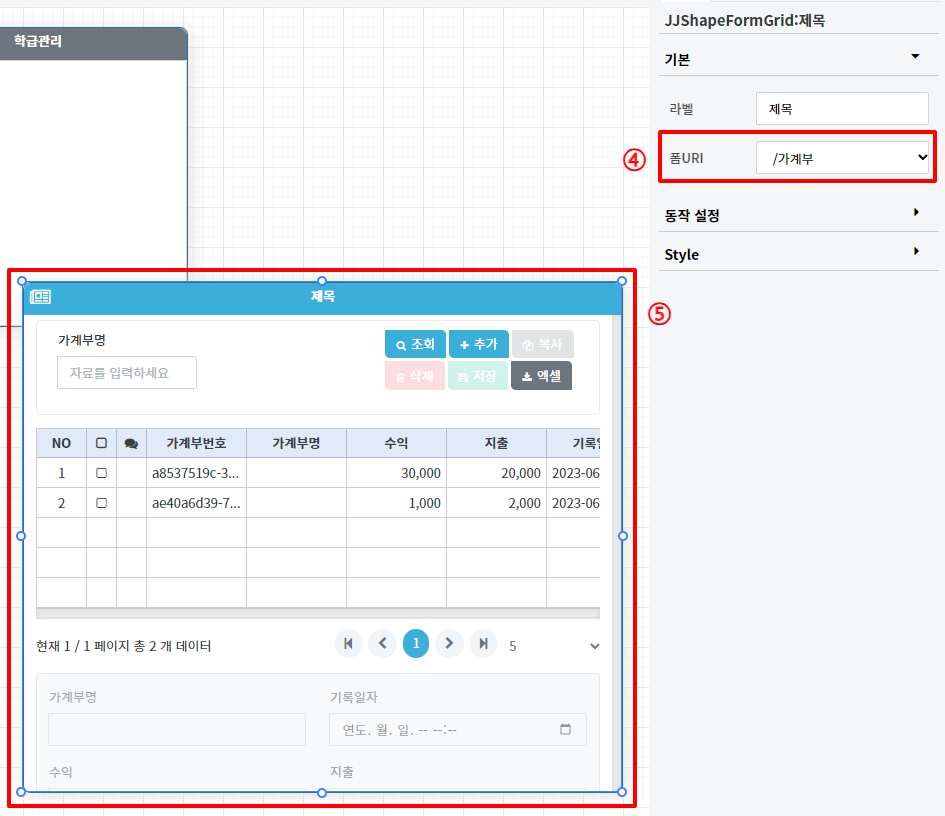 학급관리
JJShapeFormGrid:제목
기본
라벨 제목
④ 폼URI /가계부
동작 설정
Style
⑤
제목
가계부명
자료를 입력하세요
조회 추가 복사
삭제 저장 엑셀
NO 가계부번호 가계부명 수익 지출
1 a8537519c-3... 30,000 20,000 2023-06
2 ae40a6d39-7... 1,000 2,000 2023-06
현재 1 / 1 페이지 총 2 개 데이터 1 5
가계부명 기록일자
연도. 월. 일. -- --:--
수익 지출